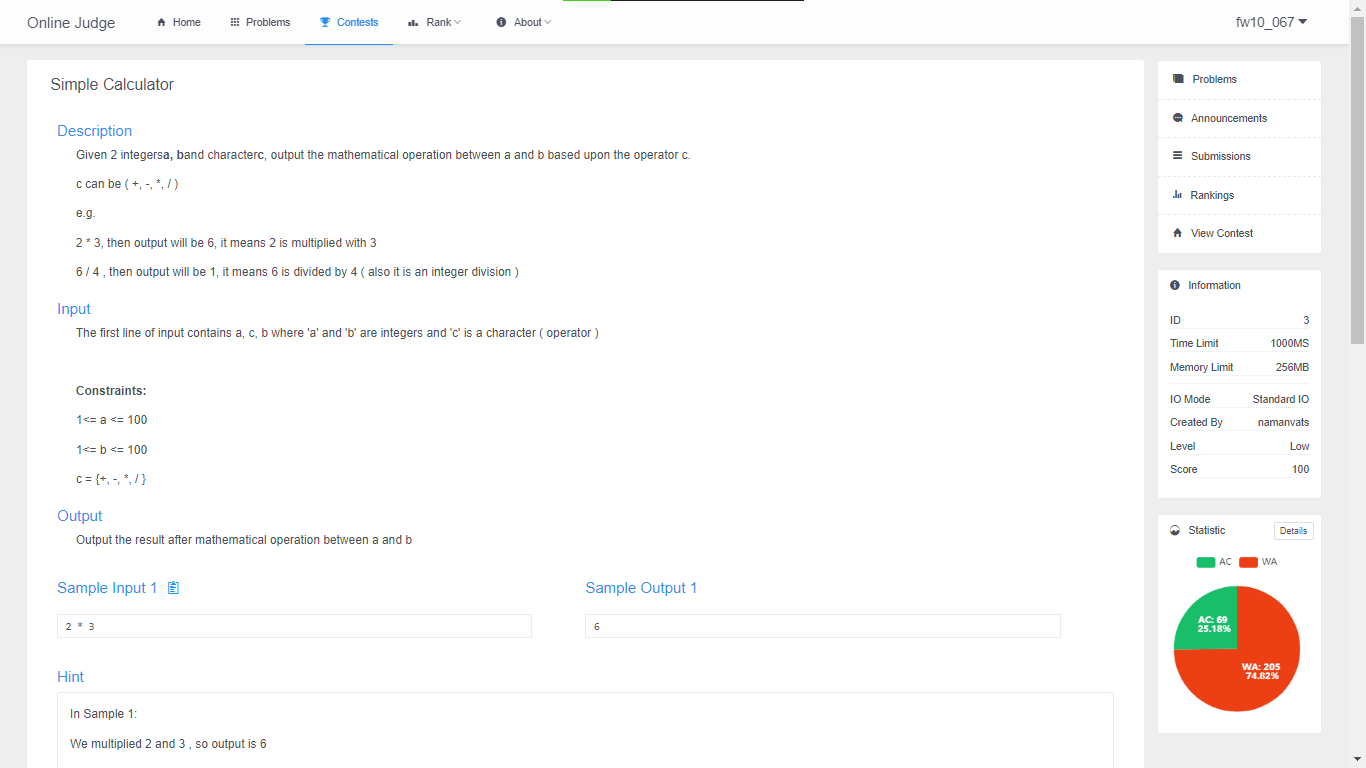 Online Judge
Home
Problems
Contests
Rank
About
fw10_067
Simple Calculator
Description
Given 2 integersa, band characterc, output the mathematical operation between a and b based upon the operator c.
c can be ( +, -, *, / )
e.g.
2 * 3, then output will be 6, it means 2 is multiplied with 3
6 / 4 , then output will be 1, it means 6 is divided by 4 ( also it is an integer division )
Input
The first line of input contains a, c, b where 'a' and 'b' are integers and 'c' is a character ( operator )
Constraints:
1<= a <= 100
1<= b <= 100
c = {+, -, *, / }
Output
Output the result after mathematical operation between a and b
Sample Input 1
2 * 3
Sample Output 1
6
Hint
In Sample 1:
We multiplied 2 and 3 , so output is 6
Problems
Announcements
Submissions
Rankings
View Contest
Information
ID 3
Time Limit 1000MS
Memory Limit 256MB
IO Mode Standard IO
Created By namanvats
Level Low
Score 100
Statistic
Details
AC WA
AC: 69
25.18%
WA: 205
74.82%